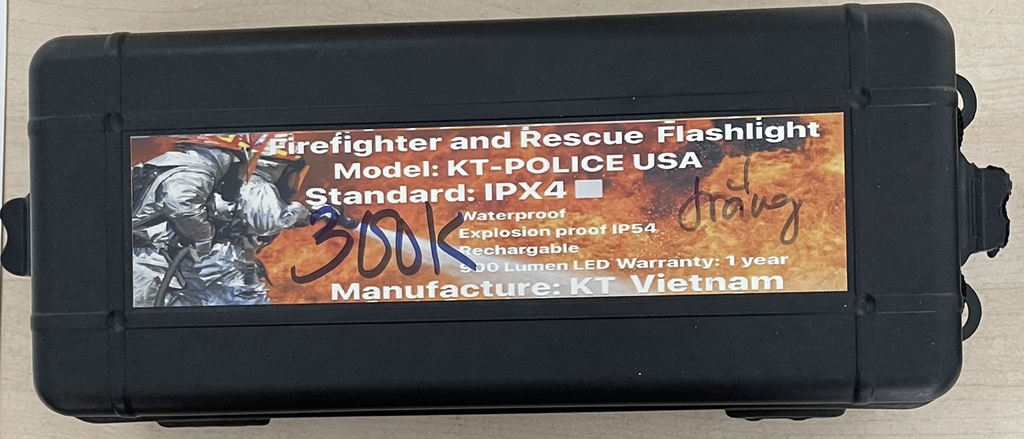 Firefighter and Rescue Flashlight
Model: KT-POLICE USA
Standard: IPX4
trắng
300K
Waterproof
Explosion proof IP54
Rechargable
500 Lumen LED Warranty: 1 year
Manufacture: KT Vietnam